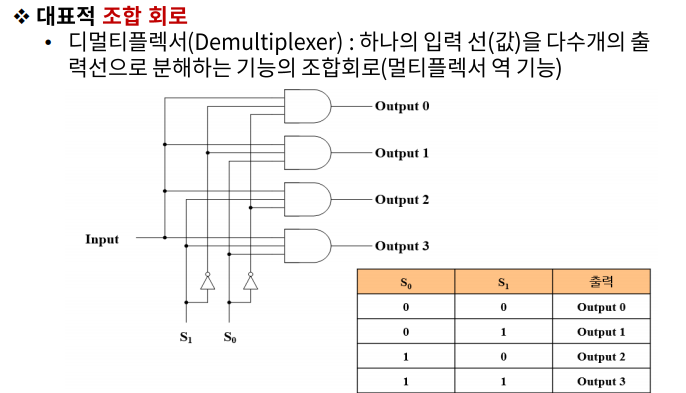 ❖ 대표적 조합 회로
• 디멀티플렉서(Demultiplexer) : 하나의 입력 선(값)을 다수개의 출
력선으로 분해하는 기능의 조합회로(멀티플렉서 역 기능)
Output 0
Output 1
Output 2
Input
Output 3
S₁ S₀
S₀ S₁ 출력
0 0 Output 0
0 1 Output 1
1 0 Output 2
1 1 Output 3